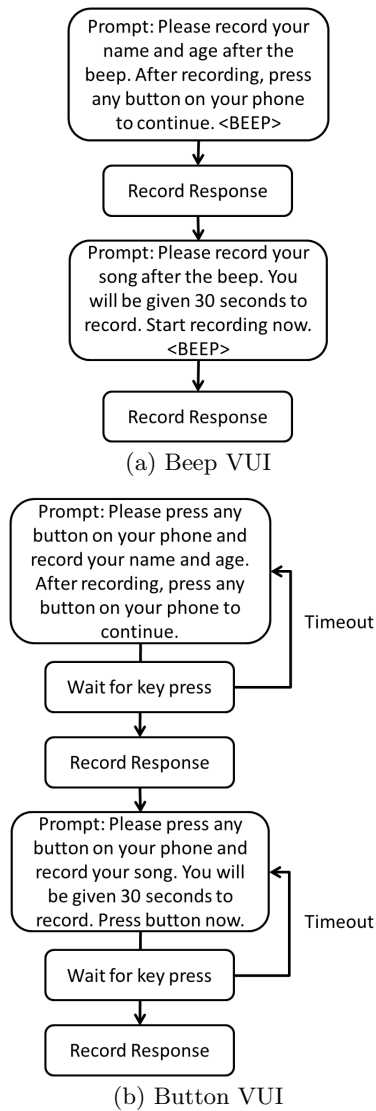 Prompt: Please record your
name and age after the
beep. After recording, press
any button on your phone
to continue. <BEEP>
Record Response
Prompt: Please record your
song after the beep. You
will be given 30 seconds to
record. Start recording now.
<BEEP>
Record Response
(a) Beep VUI
Prompt: Please press any
button on your phone and
record your name and age.
After recording, press any
button on your phone to
continue.
Timeout
Wait for key press
Record Response
Prompt: Please press any
button on your phone and
record your song. You will
be given 30 seconds to
record. Press button now.
Timeout
Wait for key press
Record Response
(b) Button VUI